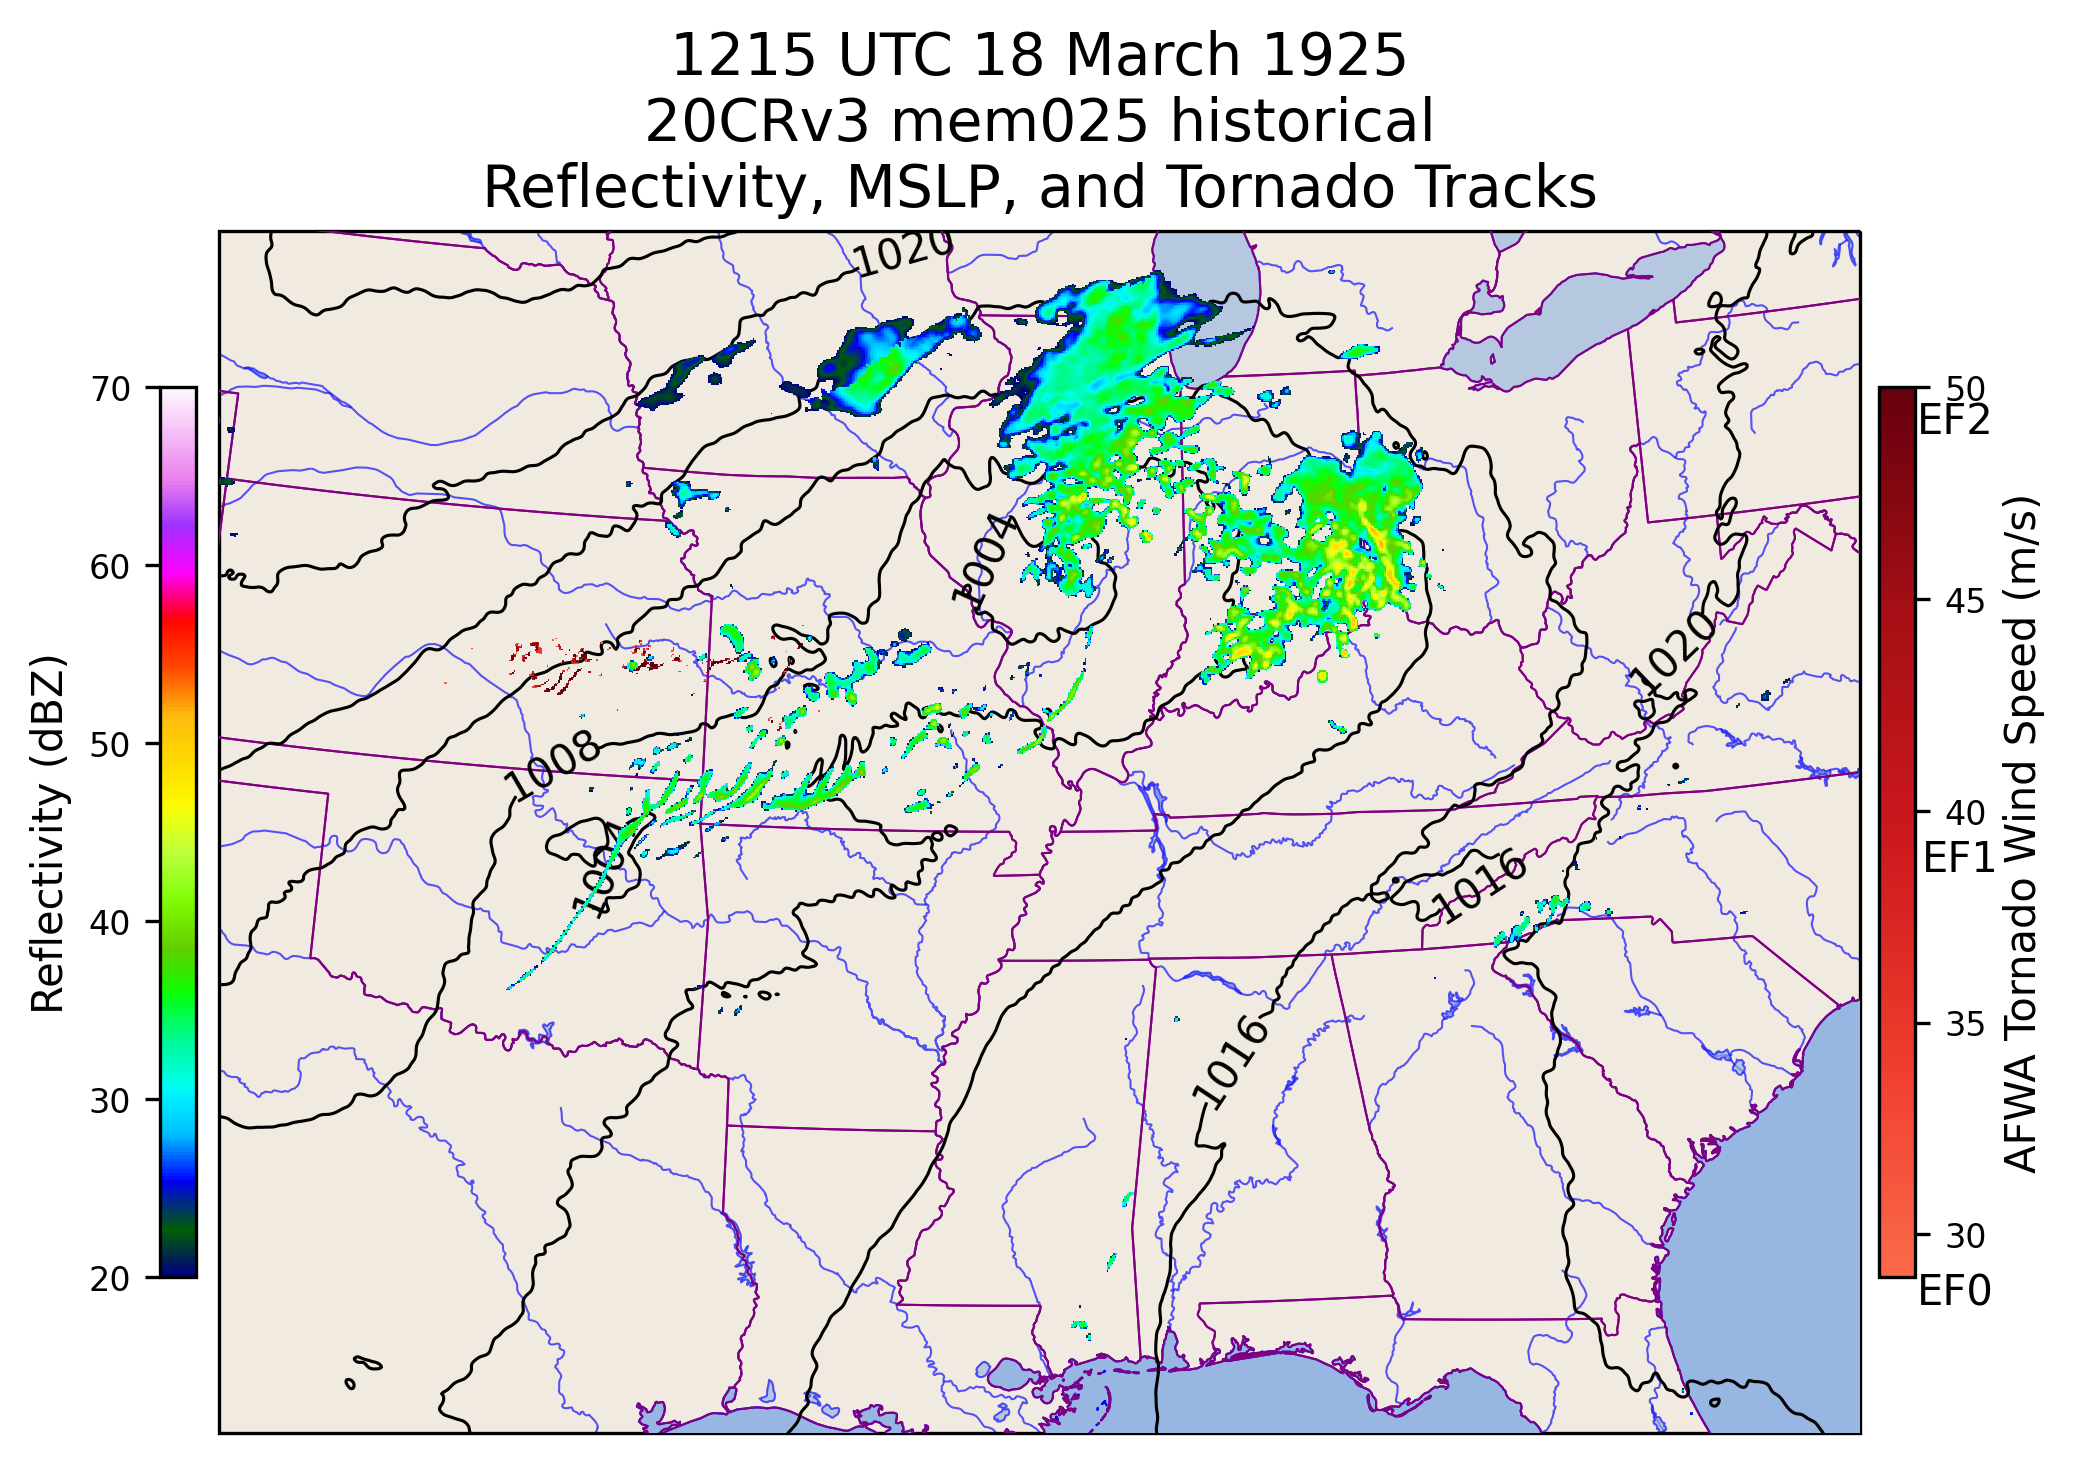 1215 UTC 18 March 1925
20CRv3 mem025 historical
Reflectivity, MSLP, and Tornado Tracks
1020
1004
1008
1004
1020
1016
1016
70
60
50
40
30
20
Reflectivity (dBZ)
50
EF2
45
40
EF1
35
30
EF0
AFWA Tornado Wind Speed (m/s)